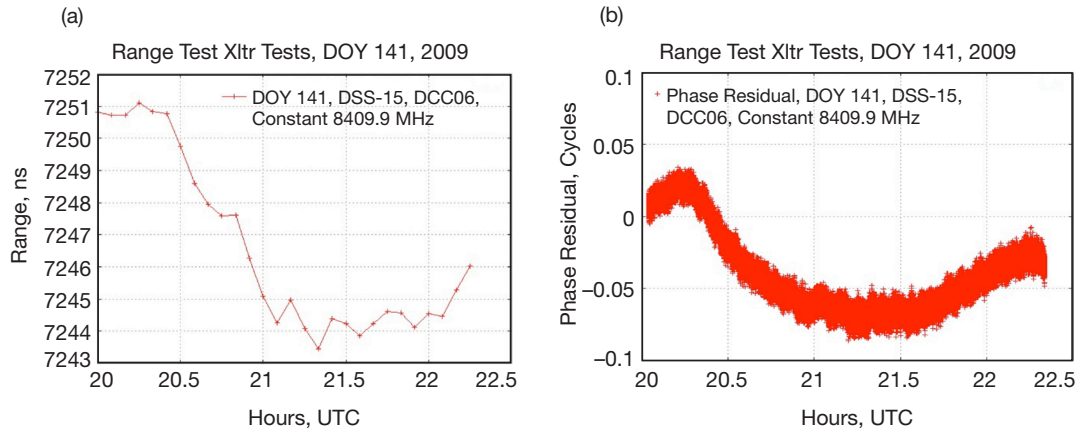 (a)
Range Test Xltr Tests, DOY 141, 2009
7252
7251
7250
7249
7248
7246
7245
7244
7243
Range, ns
DOY 141, DSS-15,
DCC06,
Constant 8409.9 MHz
20
20.5
21
21.5
22
22.5
Hours, UTC
(b)
Range Test Xltr Tests, DOY 141, 2009
0.1
0.05
0
−0.05
−0.1
Phase Residual, Cycles
Phase Residual, DOY 141, DSS-15,
DCC06, Constant 8409.9 MHz
20
20.5
21
21.5
22
22.5
Hours, UTC